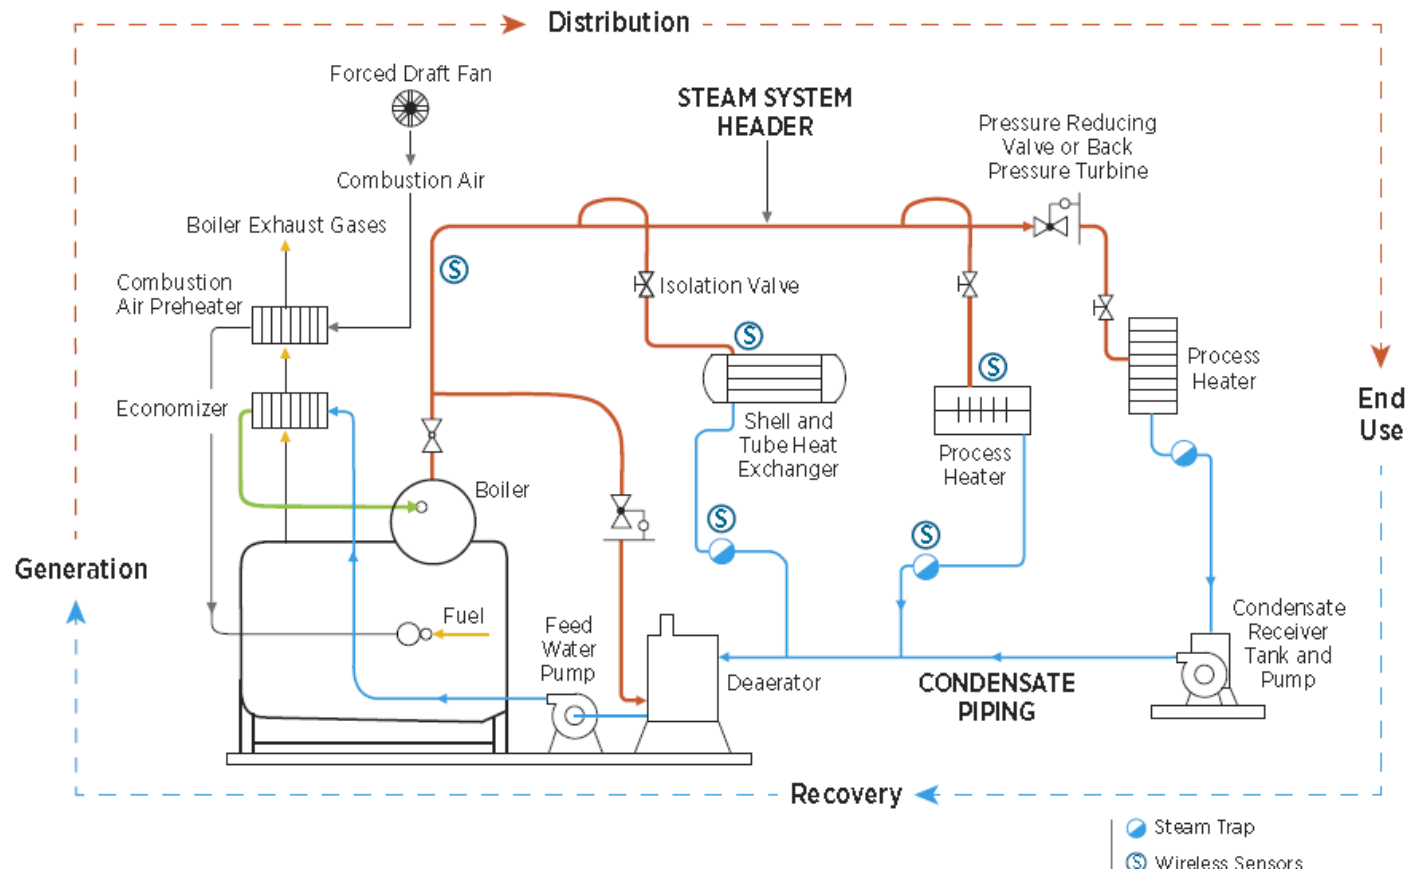 Distribution
Forced Draft Fan
STEAM SYSTEM
HEADER
Pressure Reducing
Valve or Back
Pressure Turbine
Combustion Air
Boiler Exhaust Gases
Combustion
Air Preheater
S
Isolation Valve
S
S
Process
Heater
Economizer
End
Use
Shell and
Tube Heat
Exchanger
Process
Heater
Boiler
S
S
Generation
Fuel
Feed
Water
Pump
Condensate
Receiver
Tank and
Pump
Deaerator
CONDENSATE
PIPING
Recovery
Steam Trap
S Wireless Sensors